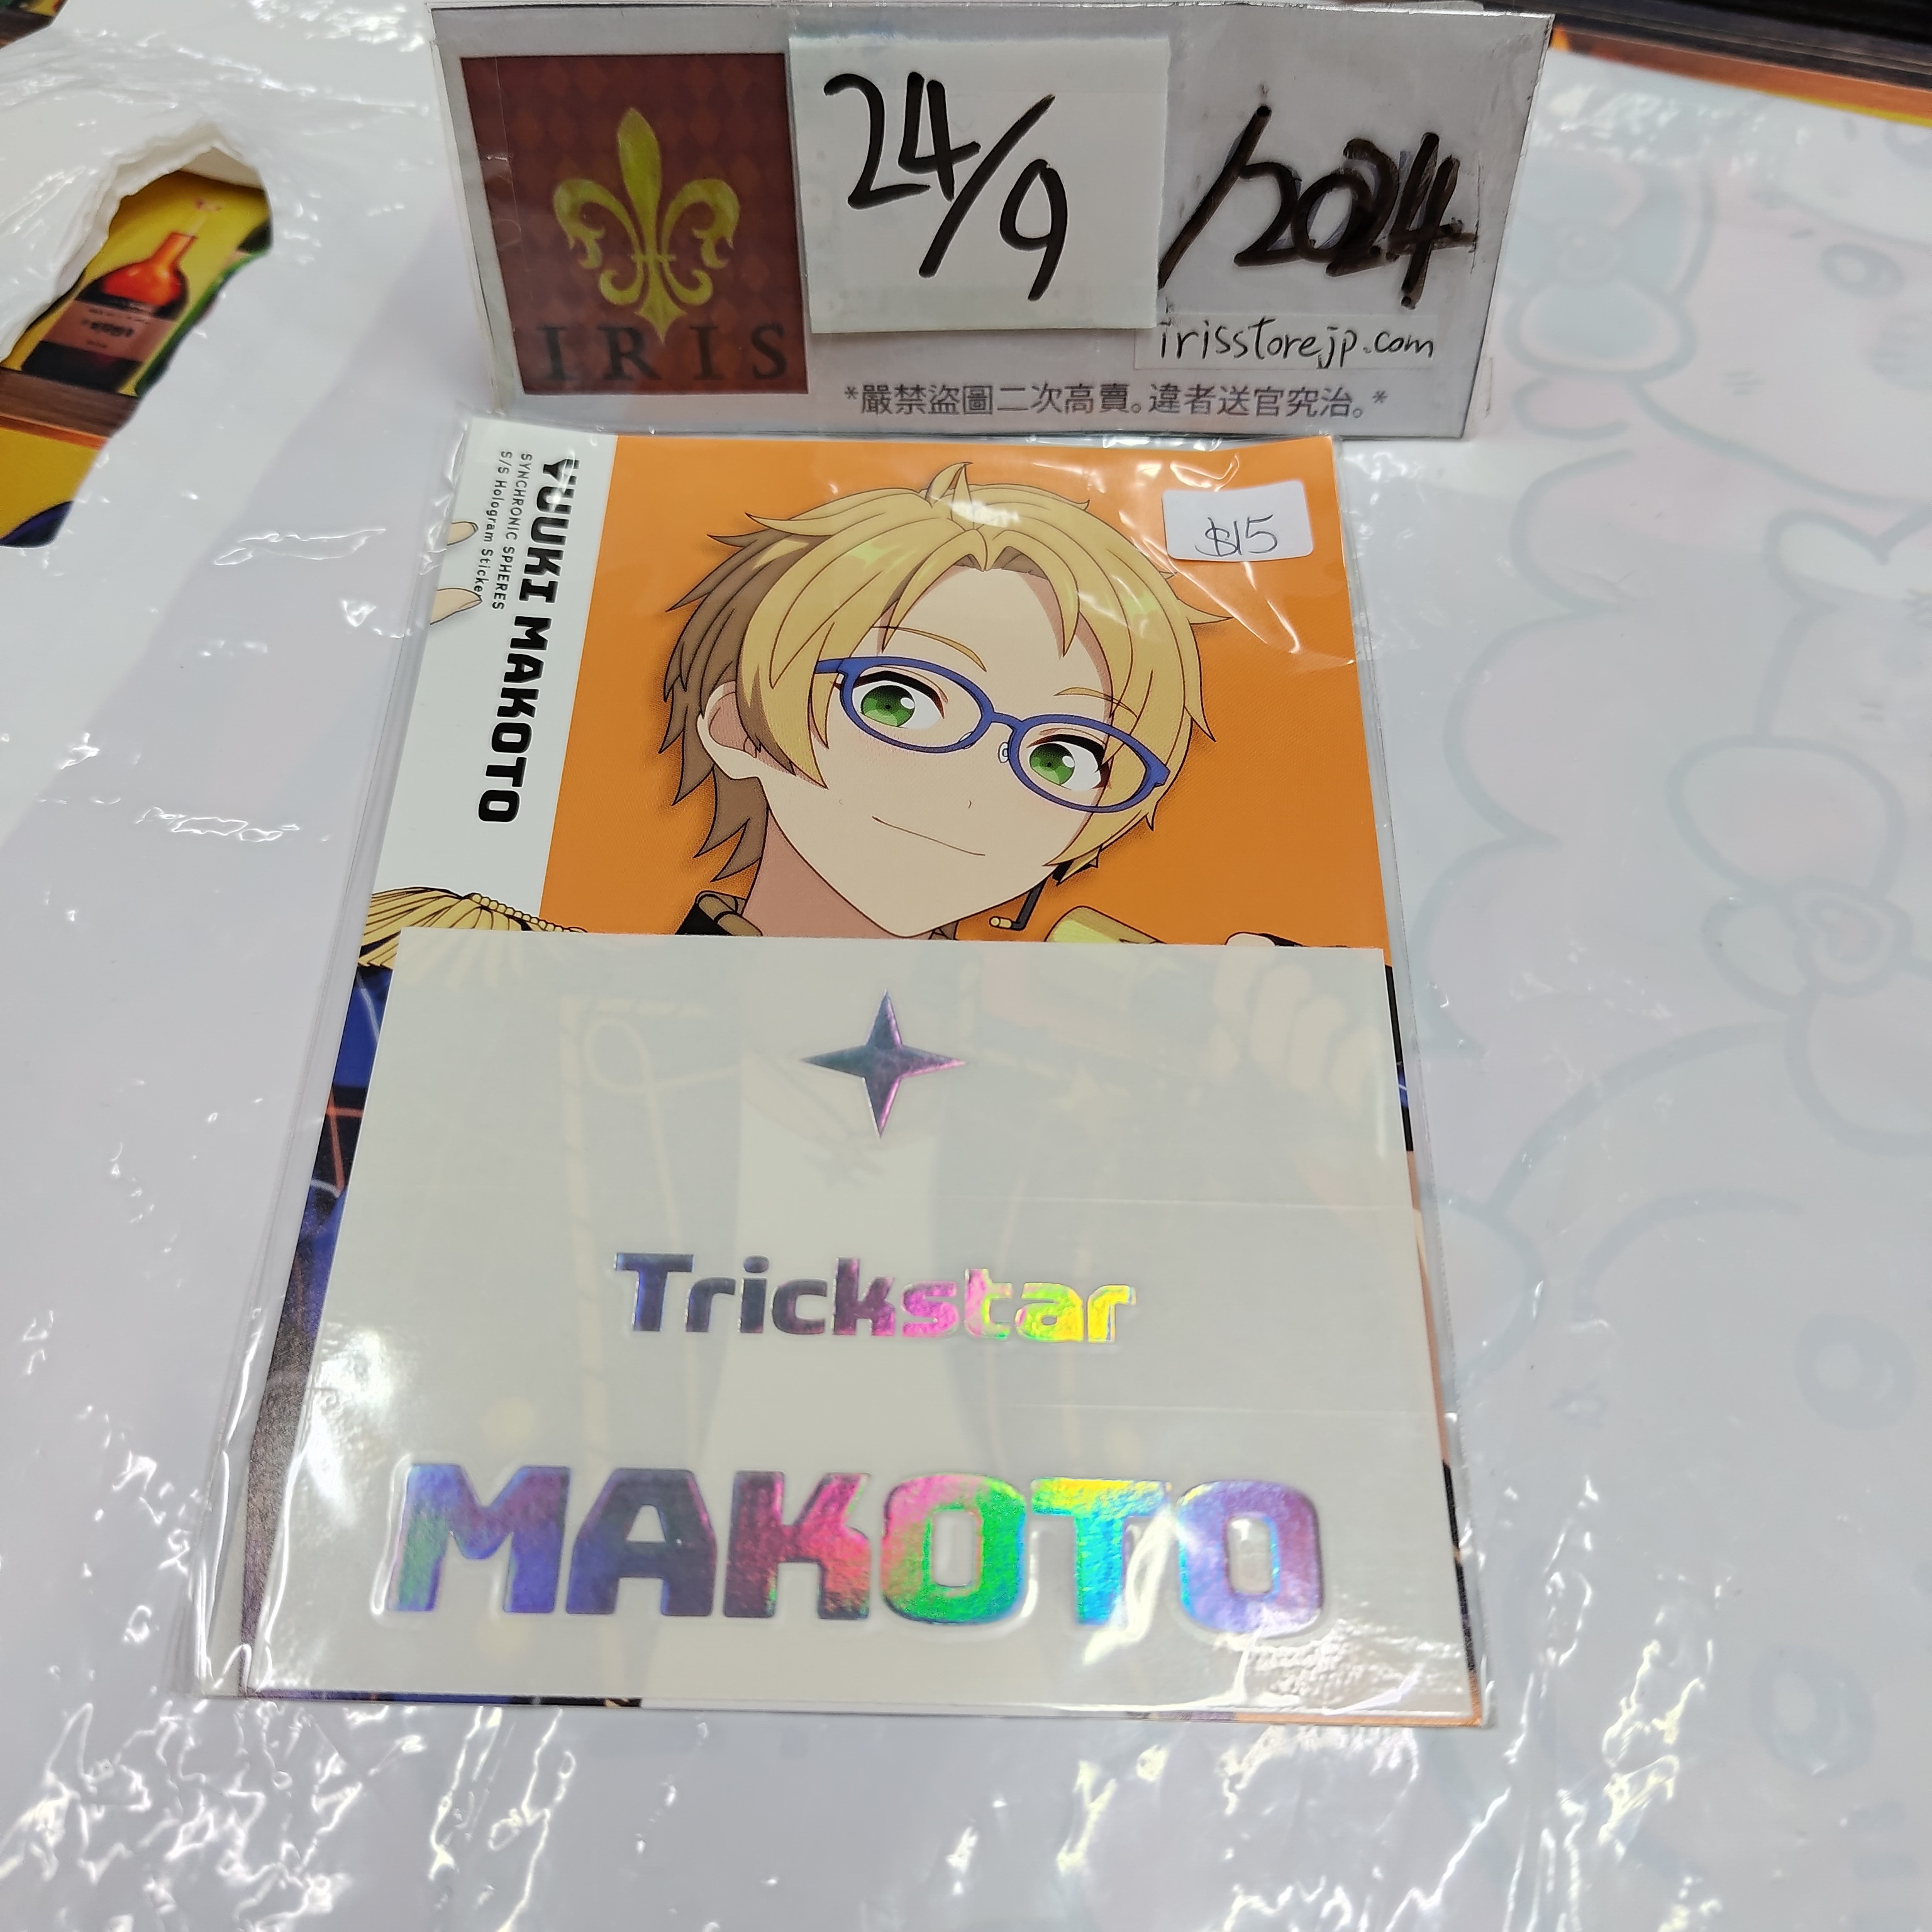 24/9
/2024
IRIS
irisstorejp.com
*嚴禁盜圖二次高賣。違者送官究治。*
YUUKI MAKOTO
SYNCHRONIC SPHERES
S/S Hologram Sticker
$15
Trickstar
MAKOTO